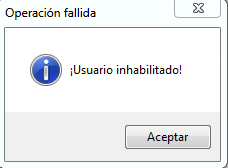 Operación fallida
¡Usuario inhabilitado!
Aceptar